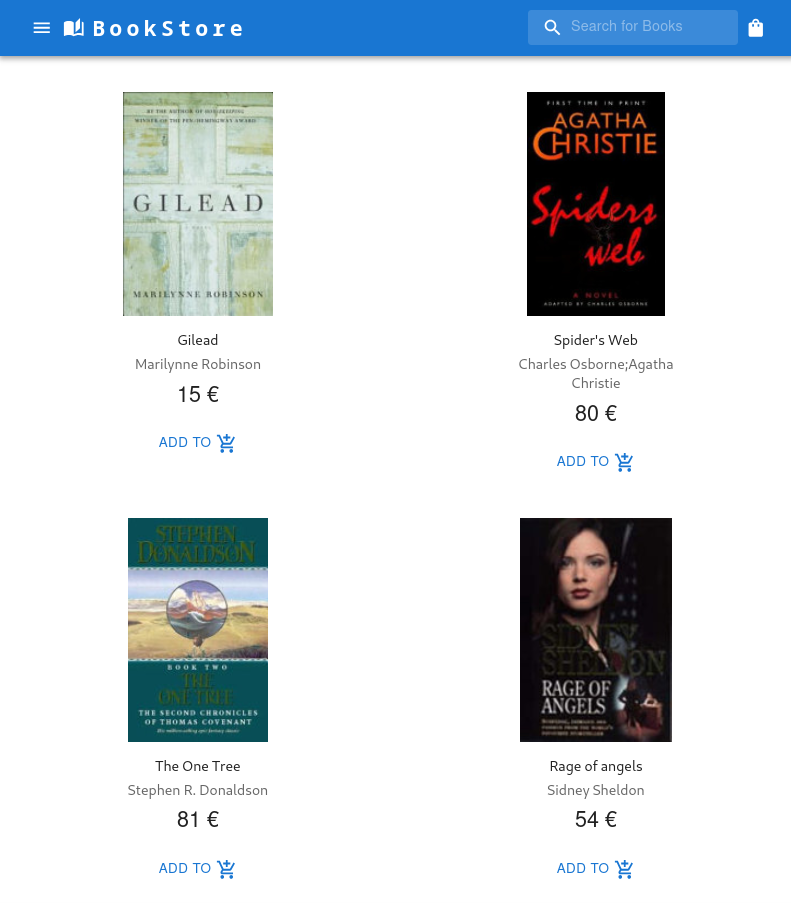 BookStore
Search for Books
BY THE AUTHOR OF HOUSEKEEPING
WINNER OF THE PEN/HEMINGWAY AWARD
GILEAD
MARILYNNE ROBINSON
FIRST TIME IN PRINT
AGATHA
CHRISTIE
Spiders
web
A NOVEL
ADAPTED BY CHARLES OSBORNE
Gilead
Marilynne Robinson
15 €
ADD TO
Spider's Web
Charles Osborne;Agatha
Christie
80 €
ADD TO
STEPHEN
DONALDSON
BOOK TWO
THE
ONE TREE
THE SECOND CHRONICLES
OF THOMAS COVENANT
SIDNEY
SHELDON
RAGE OF
ANGELS
The One Tree
Stephen R. Donaldson
81 €
ADD TO
Rage of angels
Sidney Sheldon
54 €
ADD TO